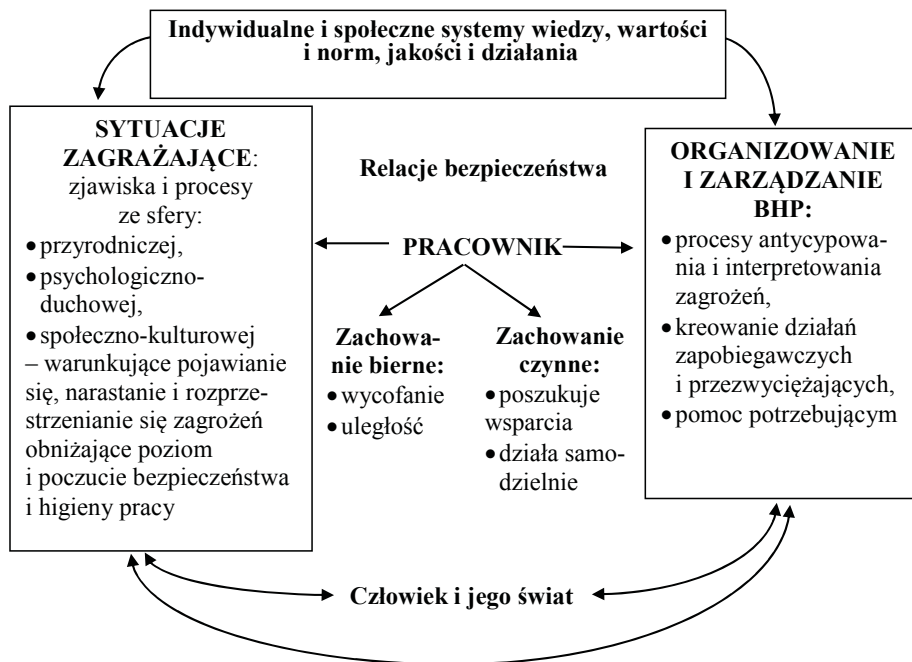 Indywidualne i społeczne systemy wiedzy, wartości
i norm, jakości i działania
SYTUACJE
ZAGRAŻAJĄCE:
zjawiska i procesy
ze sfery:
• przyrodniczej,
• psychologiczno-
duchowej,
• społeczno-kulturowej
– warunkujące pojawianie
się, narastanie i rozprze-
strzenianie się zagrożeń
obniżające poziom
i poczucie bezpieczeństwa
i higieny pracy
Relacje bezpieczeństwa
PRACOWNIK
Zachowa-
nie bierne:
• wycofanie
• uległość
Zachowanie
czynne:
• poszukuje
wsparcia
• działa samo-
dzielnie
ORGANIZOWANIE
I ZARZĄDZANIE
BHP:
• procesy antycypowa-
nia i interpretowania
zagrożeń,
• kreowanie działań
zapobiegawczych
i przezwyciężających,
• pomoc potrzebującym
Człowiek i jego świat